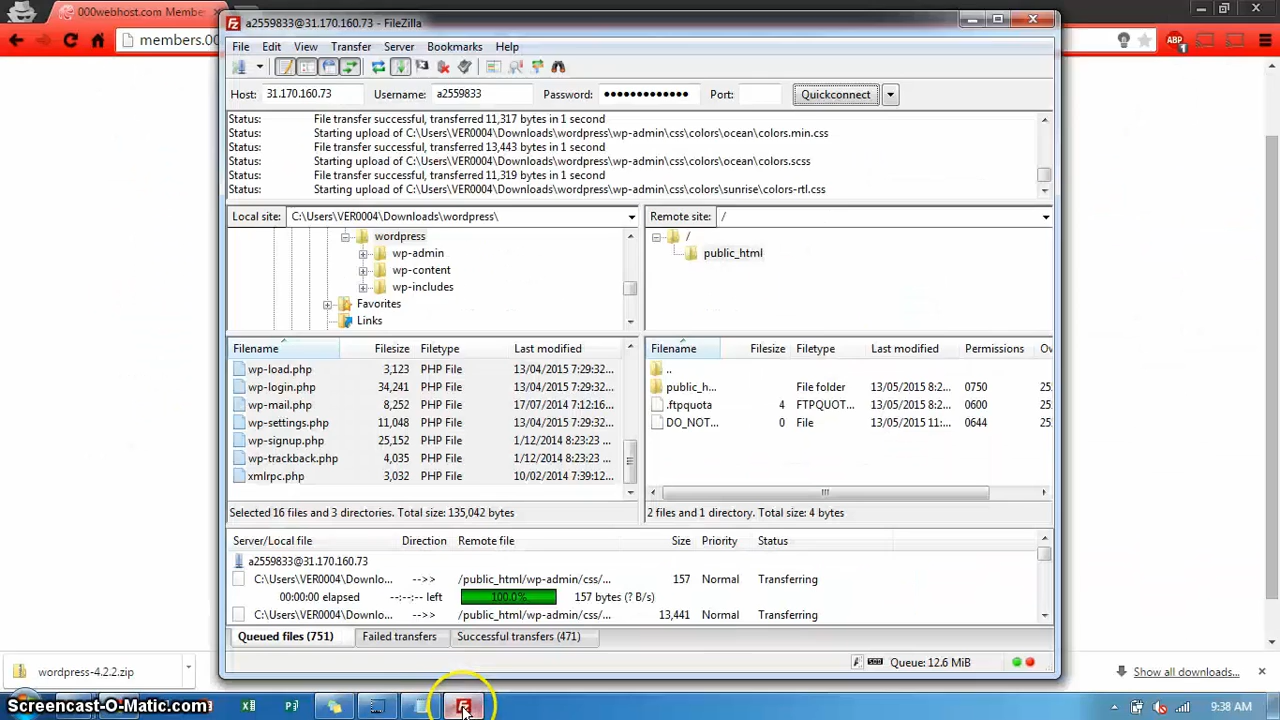 000webhost.com Membe
a2559833@31.170.160.73 - FileZilla
members.00
ABP
1
File Edit View Transfer Server Bookmarks Help
Host: 31.170.160.73 Username: a2559833 Password: ●●●●●●●●●●●●● Port: Quickconnect
Status: File transfer successful, transferred 11,317 bytes in 1 second
Status: Starting upload of C:\Users\VER0004\Downloads\wordpress\wp-admin\css\colors\ocean\colors.min.css
Status: File transfer successful, transferred 13,443 bytes in 1 second
Status: Starting upload of C:\Users\VER0004\Downloads\wordpress\wp-admin\css\colors\ocean\colors.scss
Status: File transfer successful, transferred 11,319 bytes in 1 second
Status: Starting upload of C:\Users\VER0004\Downloads\wordpress\wp-admin\css\colors\sunrise\colors-rtl.css
Local site: C:\Users\VER0004\Downloads\wordpress\ Remote site: /
wordpress /
wp-admin public_html
wp-content
wp-includes
Favorites
Links
Filename Filesize Filetype Last modified Filename Filesize Filetype Last modified Permissions Ov
wp-load.php 3,123 PHP File 13/04/2015 7:29:32... ..
wp-login.php 34,241 PHP File 13/04/2015 7:29:32... public_h... File folder 13/05/2015 8:2... 0750 25
wp-mail.php 8,252 PHP File 17/07/2014 7:12:16... .ftpquota 4 FTPQUOT... 13/05/2015 8:2... 0600 25
wp-settings.php 11,048 PHP File 13/04/2015 7:29:32... DO_NOT... 0 File 13/05/2015 11:... 0644 25
wp-signup.php 25,152 PHP File 1/12/2014 8:23:23 ...
wp-trackback.php 4,035 PHP File 1/12/2014 8:23:23 ...
xmlrpc.php 3,032 PHP File 10/02/2014 7:39:12...
Selected 16 files and 3 directories. Total size: 135,042 bytes 2 files and 1 directory. Total size: 4 bytes
Server/Local file Direction Remote file Size Priority Status
a2559833@31.170.160.73
C:\Users\VER0004\Downlo... -->> /public_html/wp-admin/css/... 157 Normal Transferring
00:00:00 elapsed --:--:-- left 100.0% 157 bytes (? B/s)
C:\Users\VER0004\Downlo... -->> /public_html/wp-admin/css/... 13,441 Normal Transferring
Queued files (751) Failed transfers Successful transfers (471)
Queue: 12.6 MiB
wordpress-4.2.2.zip Show all downloads...
Screencast-O-Matic.com 9:38 AM